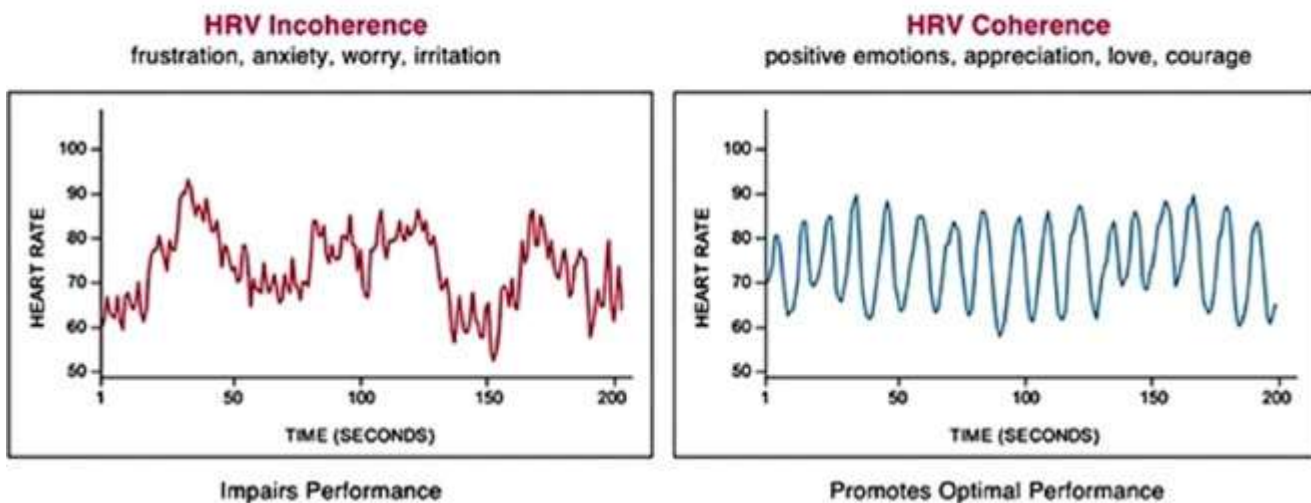 HRV Incoherence
frustration, anxiety, worry, irritation
HEART RATE
100
90
80
70
60
50
1
50
100
150
200
TIME (SECONDS)
Impairs Performance
HRV Coherence
positive emotions, appreciation, love, courage
HEART RATE
100
90
80
70
60
50
1
50
100
150
200
TIME (SECONDS)
Promotes Optimal Performance